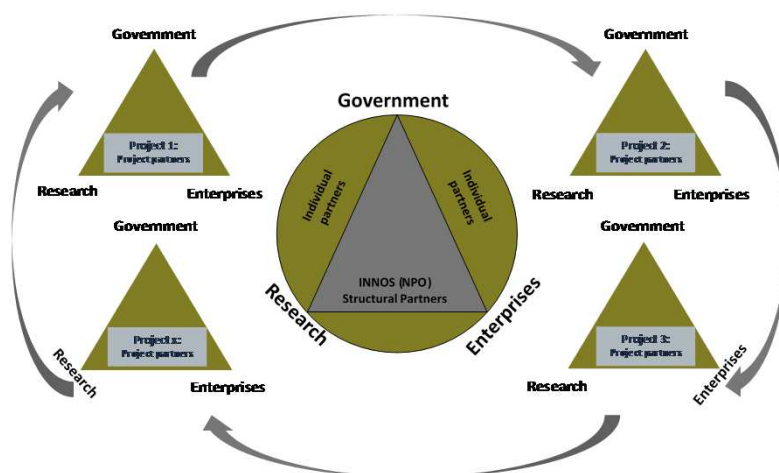 Government
Project 1:
Project partners
Research
Enterprises
Government
Individual
partners
Individual
partners
INNOS (NPO)
Structural Partners
Research
Enterprises
Government
Project 2:
Project partners
Research
Enterprises
Government
Project x:
Project partners
Research
Enterprises
Government
Project 3:
Project partners
Research
Enterprises